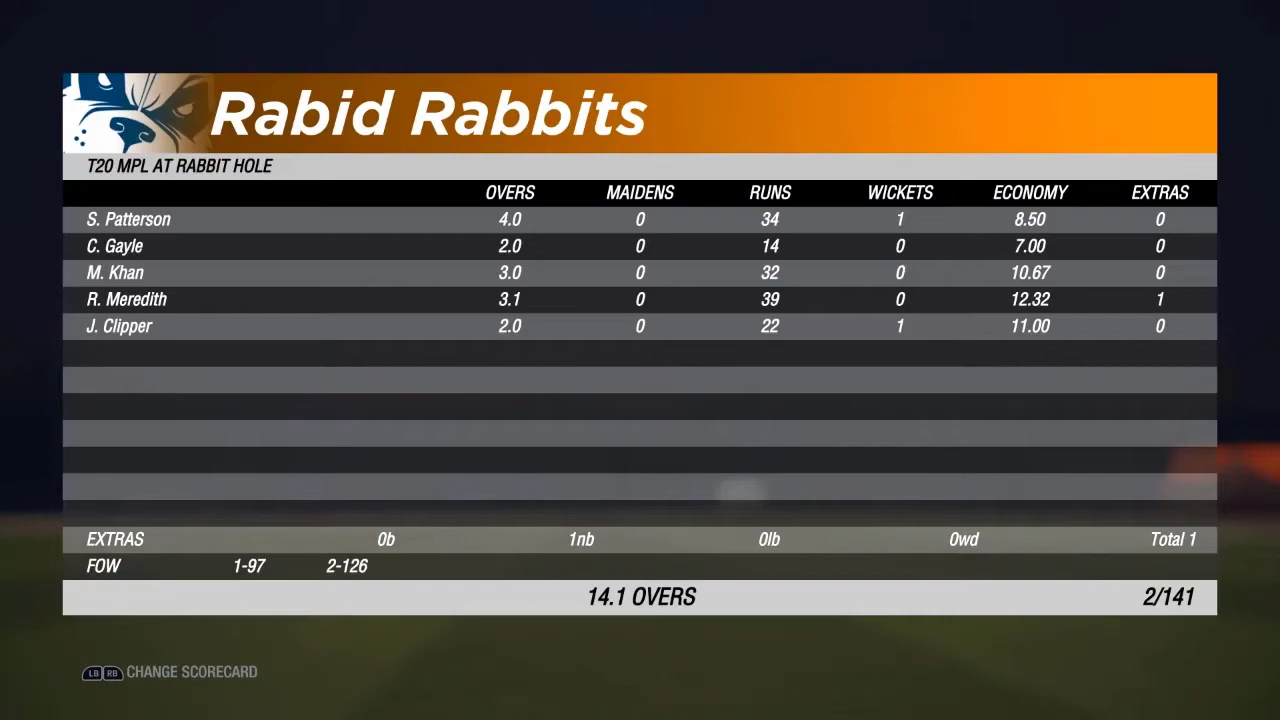 Rabid Rabbits
T20 MPL AT RABBIT HOLE
OVERS MAIDENS RUNS WICKETS ECONOMY EXTRAS
S. Patterson 4.0 0 34 1 8.50 0
C. Gayle 2.0 0 14 0 7.00 0
M. Khan 3.0 0 32 0 10.67 0
R. Meredith 3.1 0 39 0 12.32 1
J. Clipper 2.0 0 22 1 11.00 0
EXTRAS 0b 1nb 0lb 0wd Total 1
FOW 1-97 2-126
14.1 OVERS 2/141
LB RB CHANGE SCORECARD